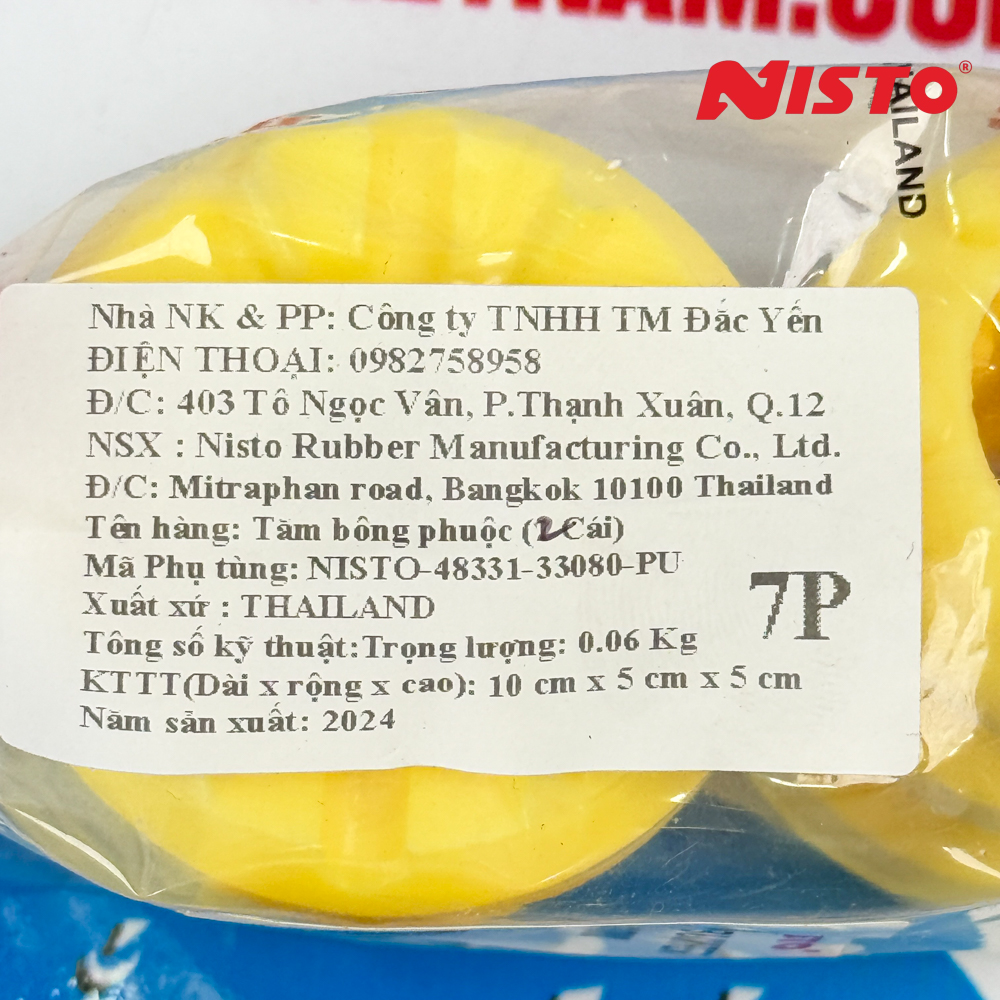 NISTO®
THAILAND
Nhà NK & PP: Công ty TNHH TM Đắc Yến
ĐIỆN THOẠI: 0982758958
Đ/C: 403 Tô Ngọc Vân, P.Thạnh Xuân, Q.12
NSX : Nisto Rubber Manufacturing Co., Ltd.
Đ/C: Mitraphan road, Bangkok 10100 Thailand
Tên hàng: Tăm bông phuộc (2 Cái)
Mã Phụ tùng: NISTO-48331-33080-PU
Xuất xứ : THAILAND
7P
Tông số kỹ thuật:Trọng lượng: 0.06 Kg
KTTT(Dài x rộng x cao): 10 cm x 5 cm x 5 cm
Năm sản xuất: 2024